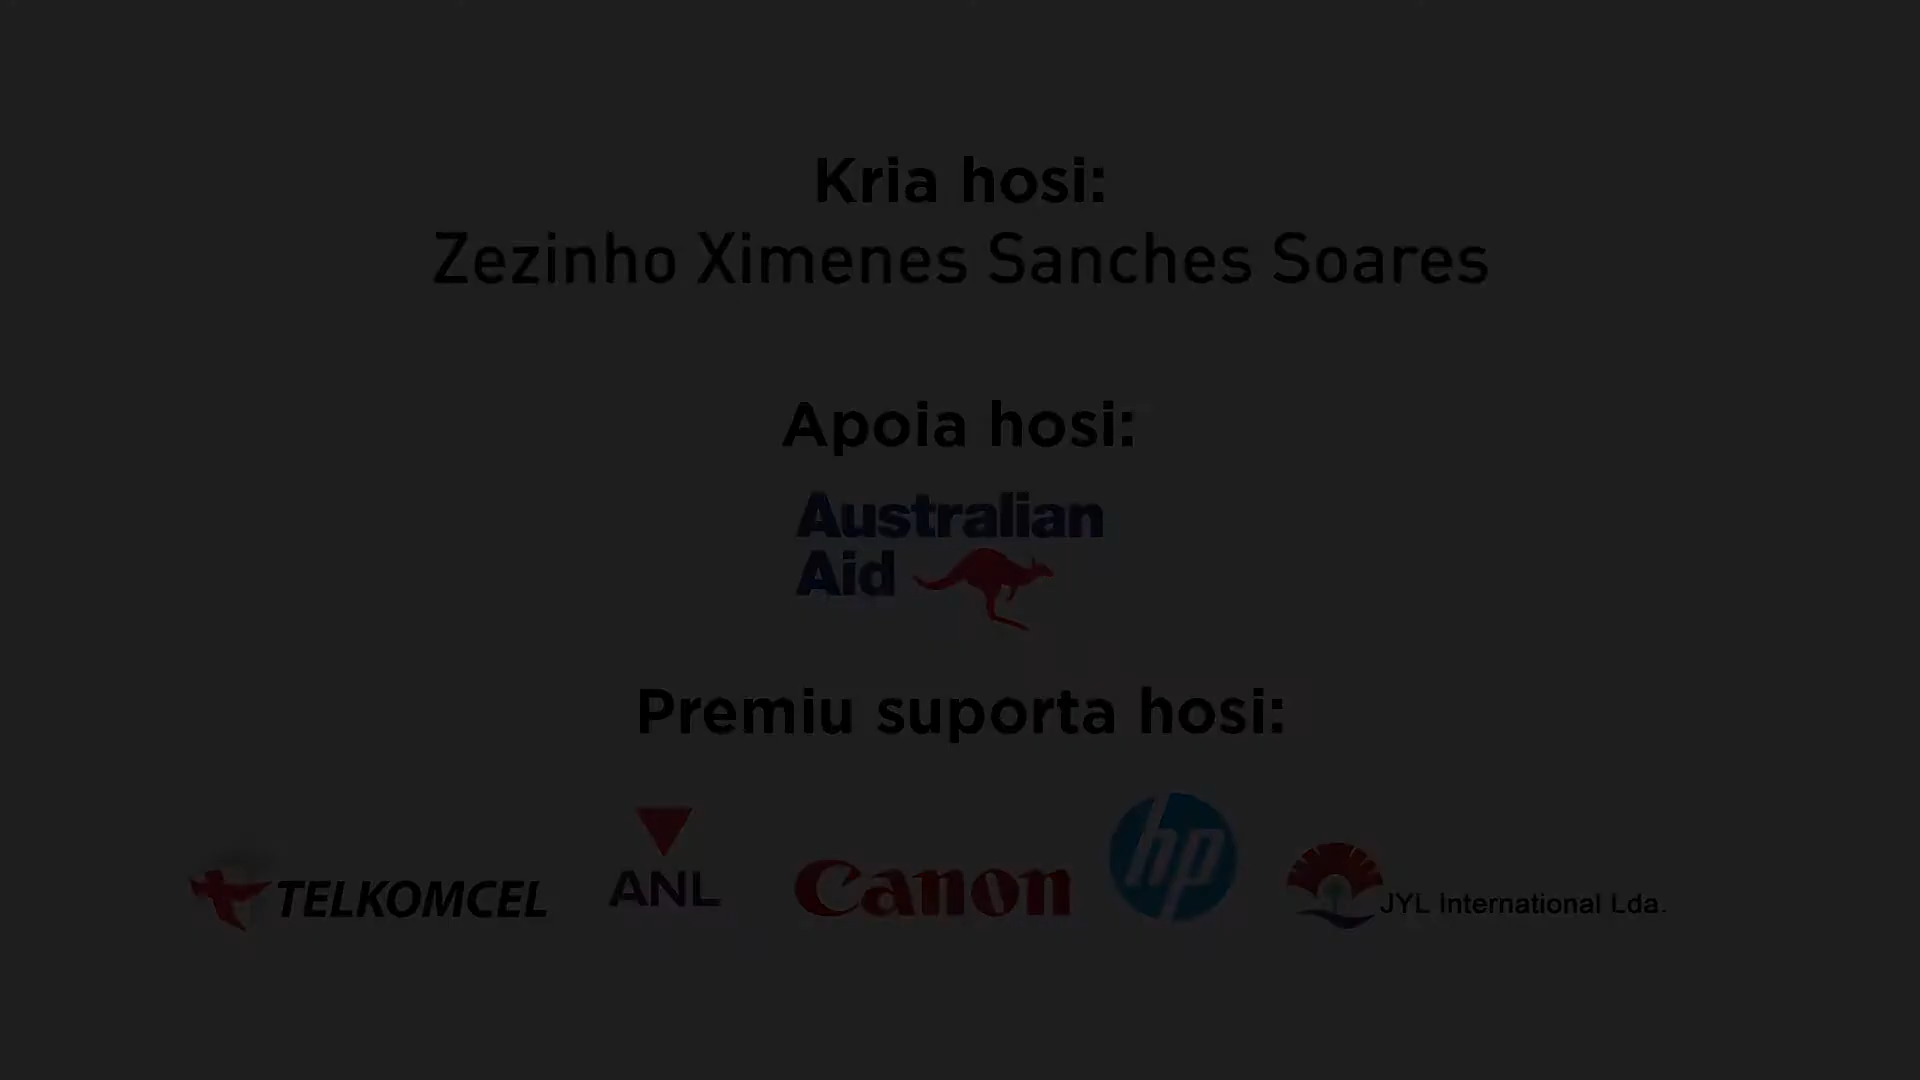 Kria hosi:
Zezinho Ximenes Sanches Soares
Apoia hosi:
Australian
Aid
Premiu suporta hosi:
TELKOMCEL
ANL
Canon
hp
JYL International Lda.